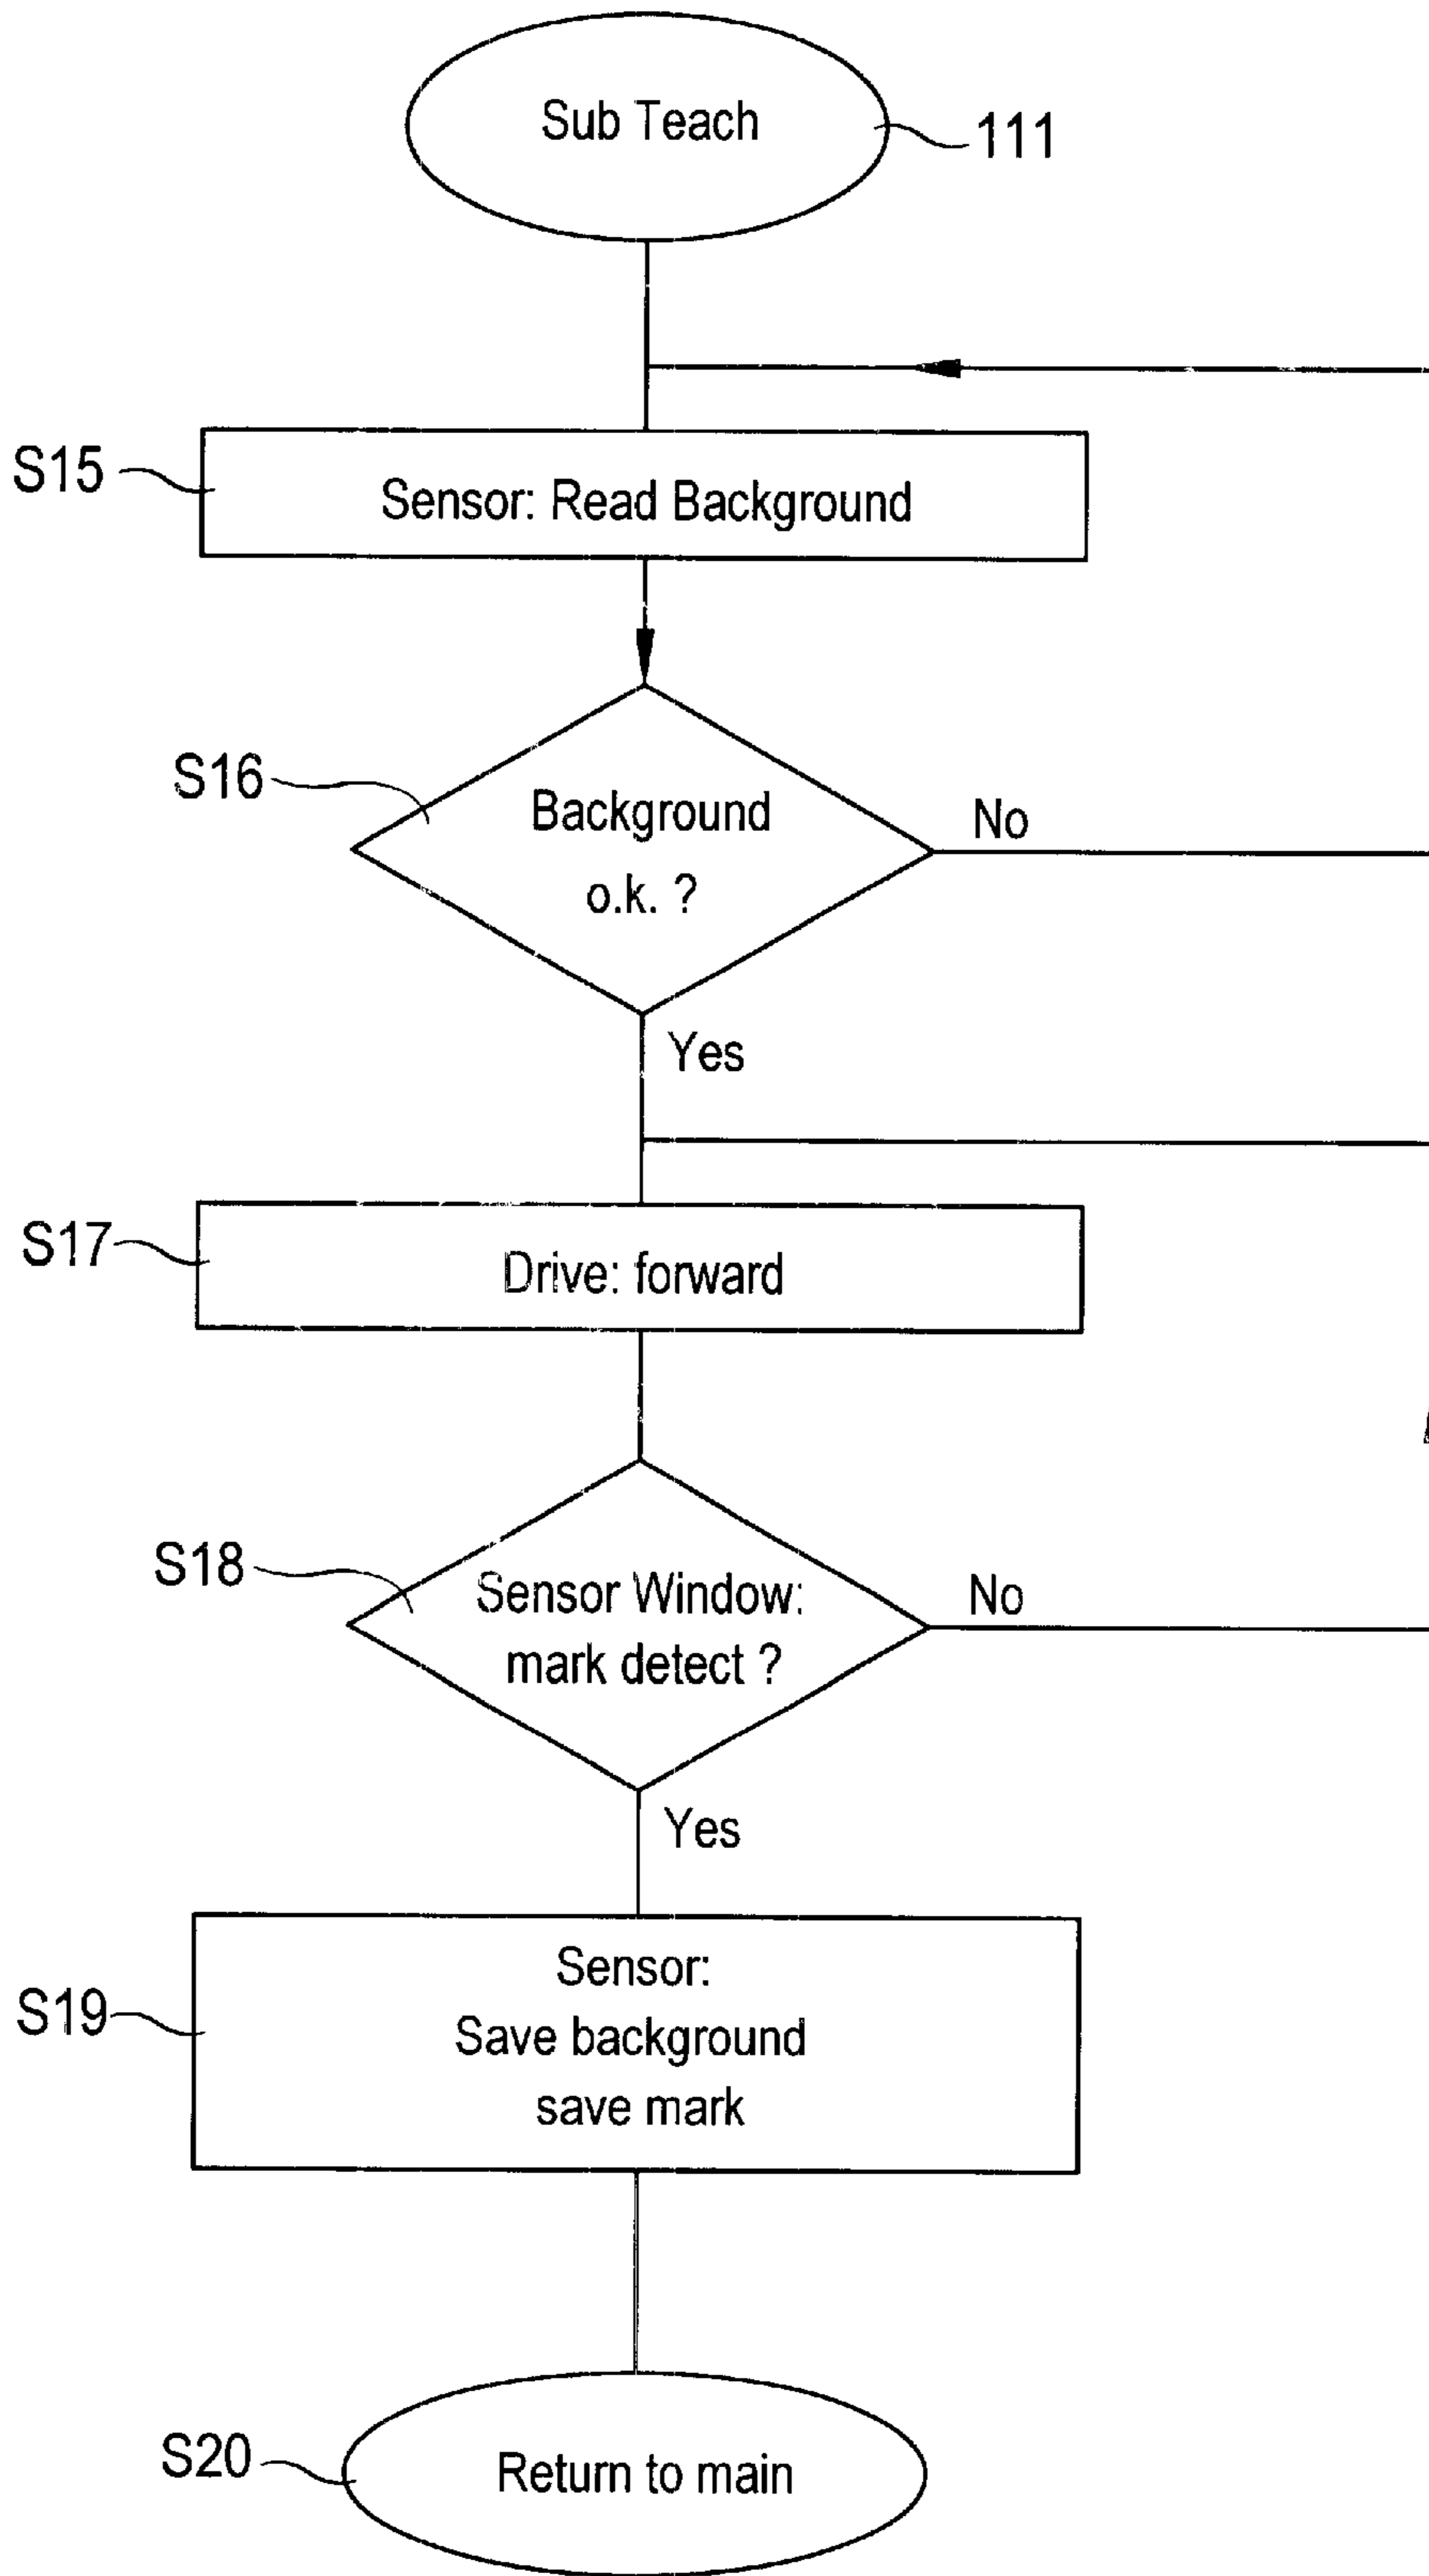 Sub Teach
111
S15
Sensor: Read Background
S16
Background
o.k. ?
No
Yes
S17
Drive: forward
S18
Sensor Window:
mark detect ?
No
Yes
S19
Sensor:
Save background
save mark
S20
Return to main